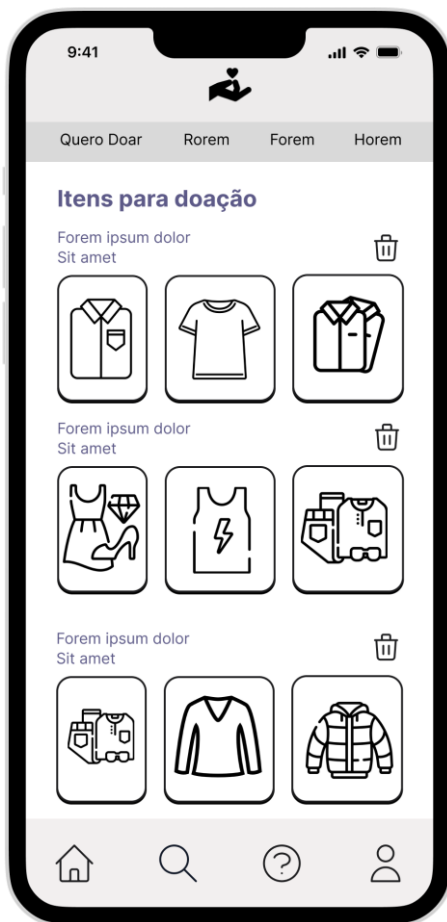 9:41
Quero Doar Rorem Forem Horem
Itens para doação
Forem ipsum dolor
Sit amet
Forem ipsum dolor
Sit amet
Forem ipsum dolor
Sit amet
?